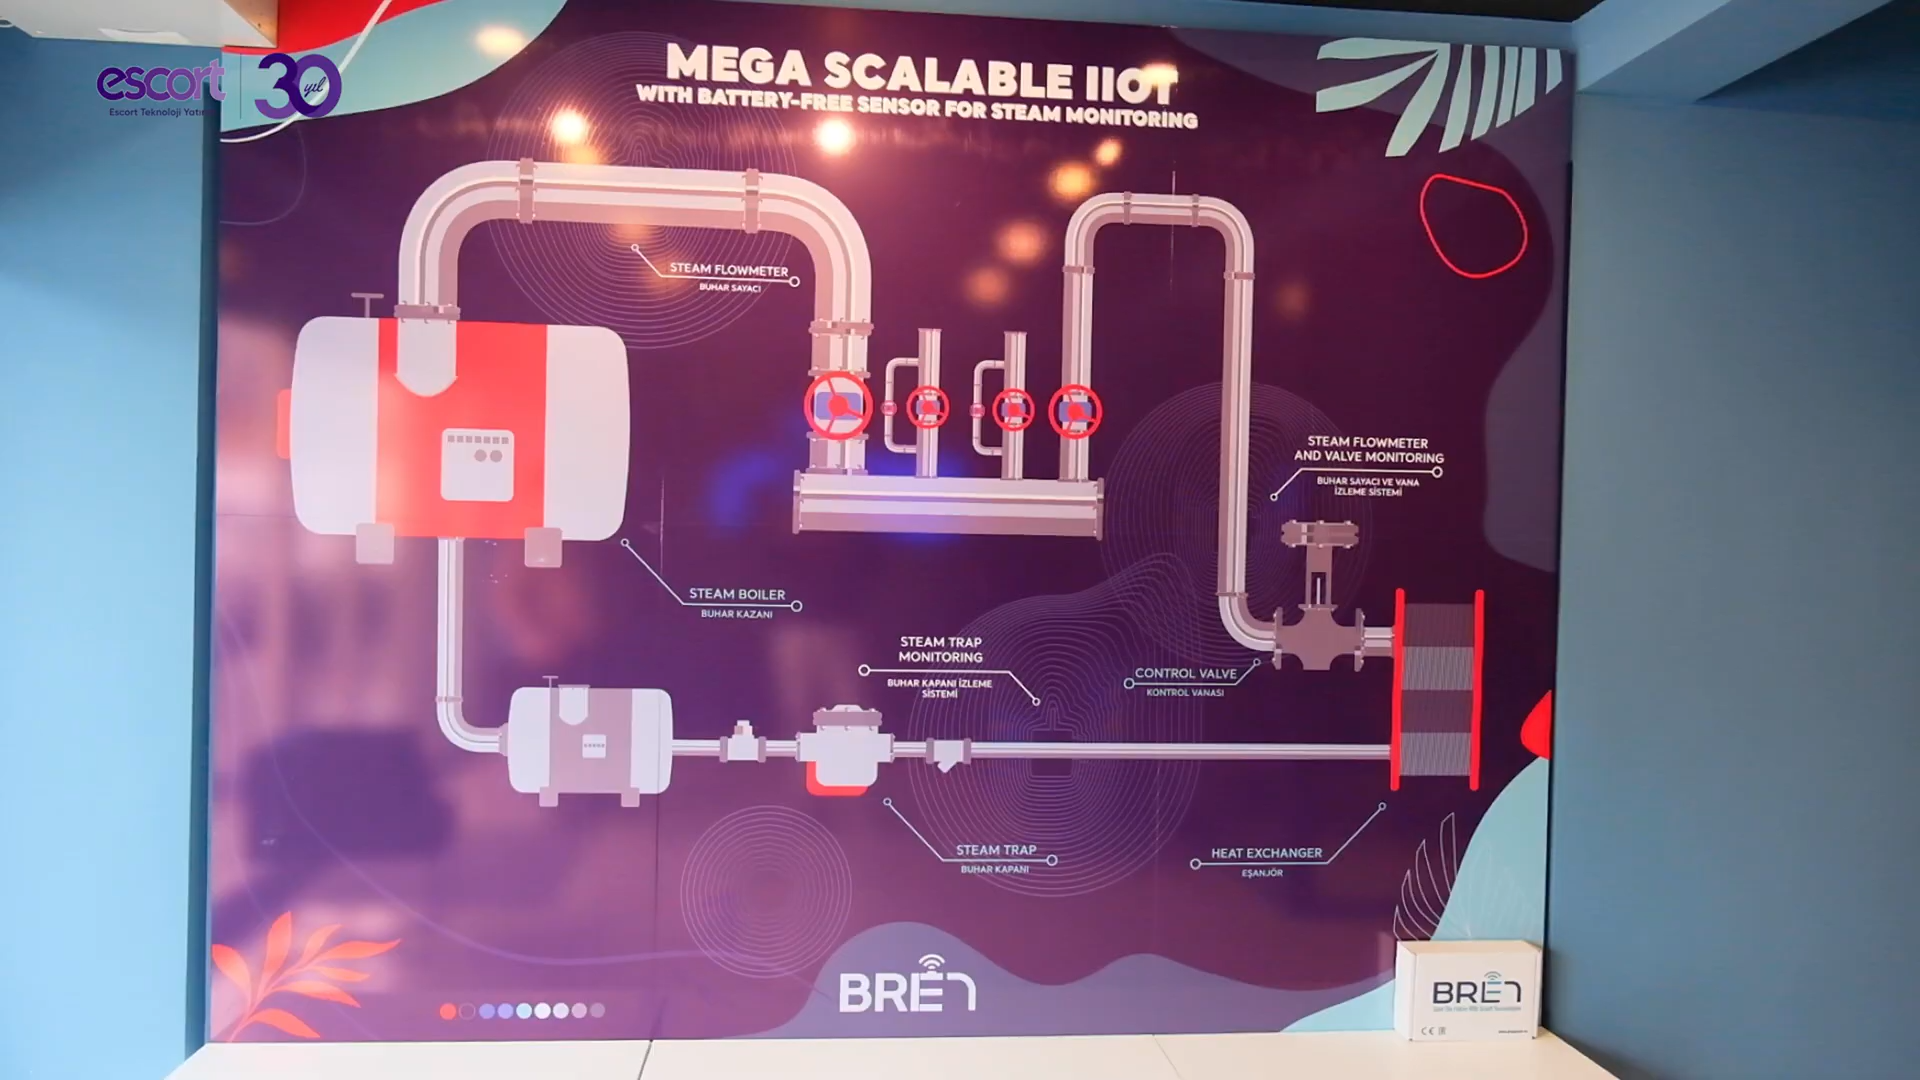 escort 30 yıl
Escort Teknoloji
MEGA SCALABLE IIOT
WITH BATTERY-FREE SENSOR FOR STEAM MONITORING
STEAM FLOWMETER
BUHAR SAYACI
STEAM FLOWMETER
AND VALVE MONITORING
BUHAR SAYACI VE VANA
İZLEME SİSTEMİ
STEAM BOILER
BUHAR KAZANI
STEAM TRAP
MONITORING
BUHAR KAPANI İZLEME
SİSTEMİ
CONTROL VALVE
KONTROL VANASI
STEAM TRAP
BUHAR KAPANI
HEAT EXCHANGER
EŞANJÖR
BREN
BREN
CE